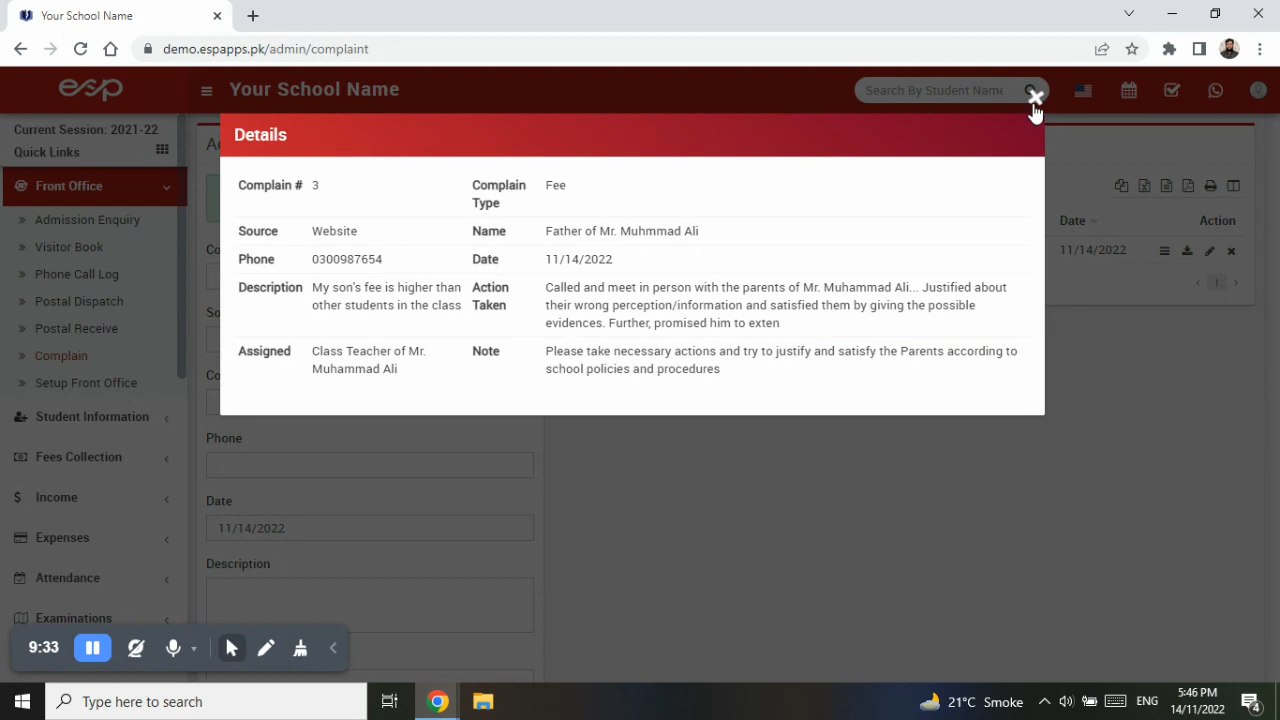 Your School Name
demo.espapps.pk/admin/complaint
esp
Your School Name
Search By Student Name
Current Session: 2021-22
Quick Links
Front Office
Admission Enquiry
Visitor Book
Phone Call Log
Postal Dispatch
Postal Receive
Complain
Setup Front Office
Student Information
Fees Collection
Income
Expenses
Attendance
Examinations
Details
Complain # 3 Complain Type Fee
Source Website Name Father of Mr. Muhmmad Ali
Phone 0300987654 Date 11/14/2022
Description My son's fee is higher than other students in the class
Action Taken Called and meet in person with the parents of Mr. Muhammad Ali... Justified about
their wrong perception/information and satisfied them by giving the possible
evidences. Further, promised him to exten
Assigned Class Teacher of Mr. Muhammad Ali
Note Please take necessary actions and try to justify and satisfy the Parents according to
school policies and procedures
Date Action
11/14/2022
1
Phone
Date
11/14/2022
Description
9:33
Type here to search
21°C Smoke
ENG
5:46 PM
14/11/2022
4